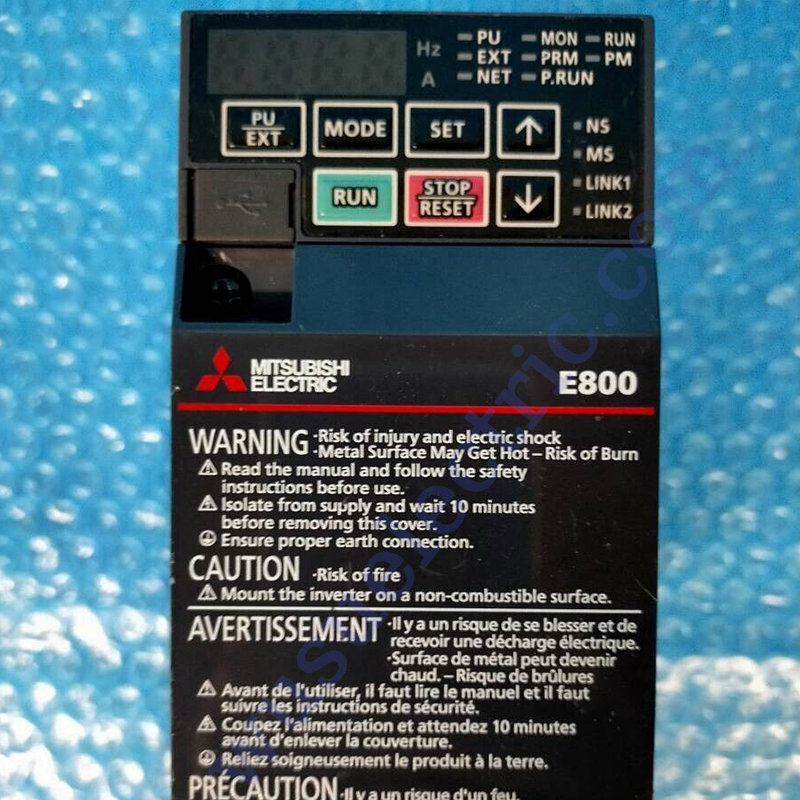 Hz
A
PU MON RUN
EXT PRM PM
NET P.RUN
PU
EXT
MODE
SET
↑
NS
MS
RUN
STOP
RESET
↓
LINK1
LINK2
MITSUBISHI
ELECTRIC
E800
WARNING ·Risk of injury and electric shock
·Metal Surface May Get Hot – Risk of Burn
Read the manual and follow the safety
instructions before use.
Isolate from supply and wait 10 minutes
before removing this cover.
Ensure proper earth connection.
CAUTION ·Risk of fire
Mount the inverter on a non-combustible surface.
AVERTISSEMENT ·Il y a un risque de se blesser et de
recevoir une décharge électrique.
·Surface de métal peut devenir
chaud. – Risque de brûlures
Avant de l'utiliser, il faut lire le manuel et il faut
suivre les instructions de sécurité.
Coupez l'alimentation et attendez 10 minutes
avant d'enlever la couverture.
Reliez soigneusement le produit à la terre.
PRÉCAUTION ·Il y a un risque d'un feu.